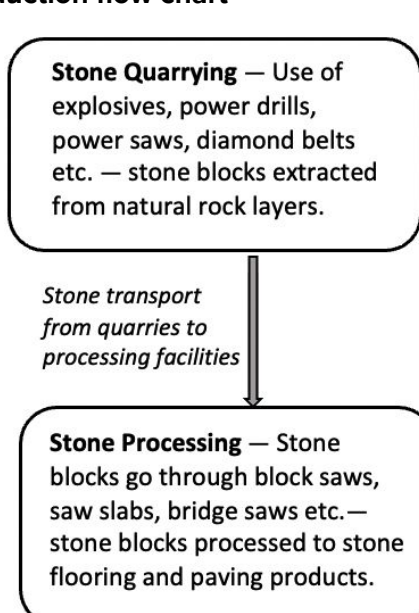 flow chart
Stone Quarrying — Use of
explosives, power drills,
power saws, diamond belts
etc. — stone blocks extracted
from natural rock layers.
Stone transport
from quarries to
processing facilities
Stone Processing — Stone
blocks go through block saws,
saw slabs, bridge saws etc.—
stone blocks processed to stone
flooring and paving products.